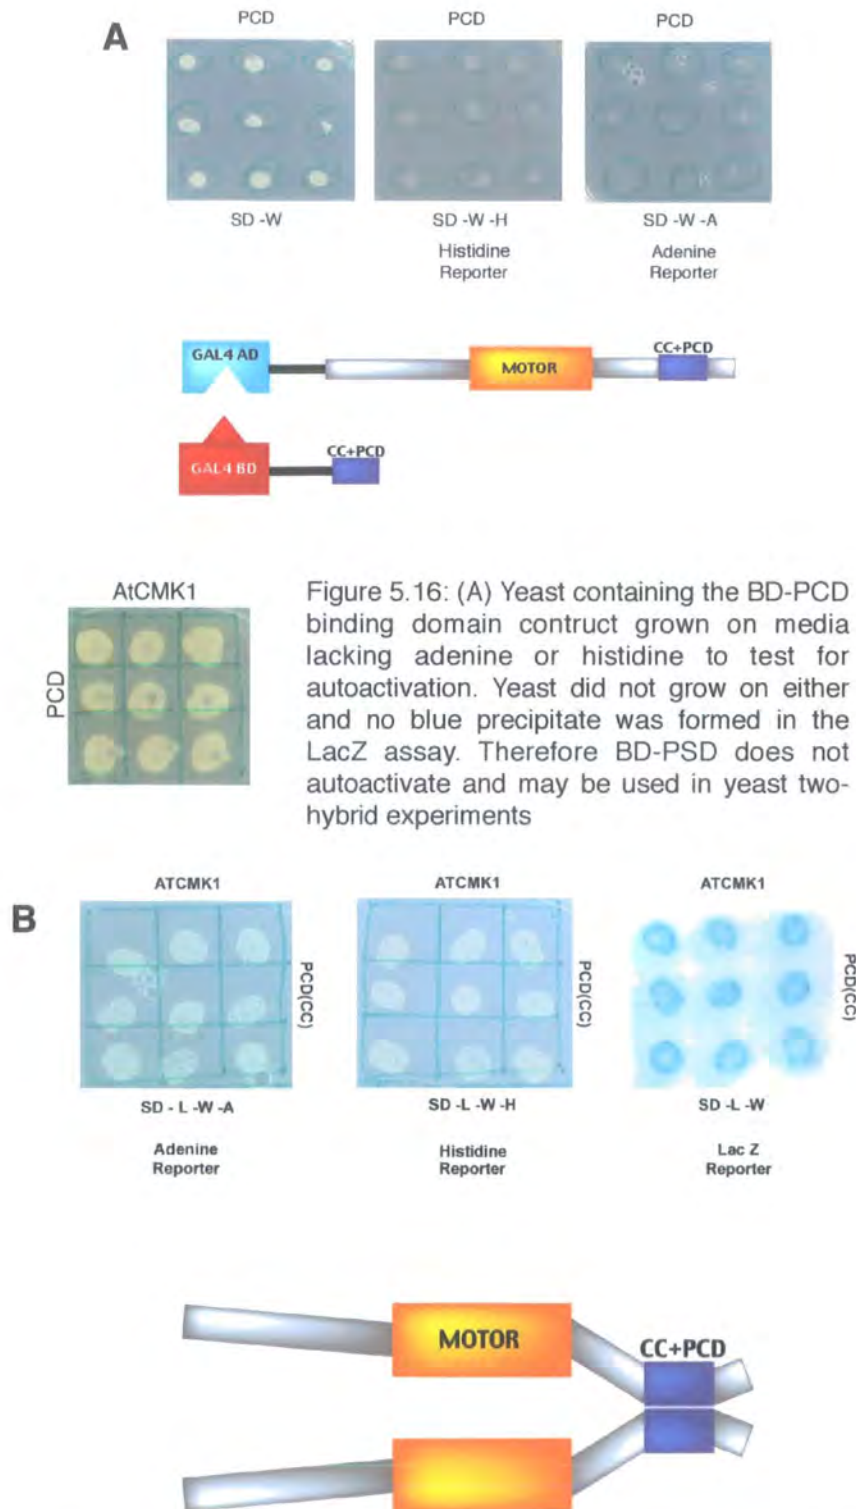 A
PCD
PCD
PCD
SD -W
SD -W -H
SD -W -A
Histidine
Reporter
Adenine
Reporter
GAL4 AD
MOTOR
CC+PCD
GAL4 BD
CC+PCD
AtCMK1
PCD
Figure 5.16: (A) Yeast containing the BD-PCD
binding domain contruct grown on media
lacking adenine or histidine to test for
autoactivation. Yeast did not grow on either
and no blue precipitate was formed in the
LacZ assay. Therefore BD-PSD does not
autoactivate and may be used in yeast two-
hybrid experiments
B
ATCMK1
ATCMK1
ATCMK1
PCD(CC)
PCD(CC)
PCD(CC)
SD - L -W -A
SD -L -W -H
SD -L -W
Adenine
Reporter
Histidine
Reporter
Lac Z
Reporter
MOTOR
CC+PCD